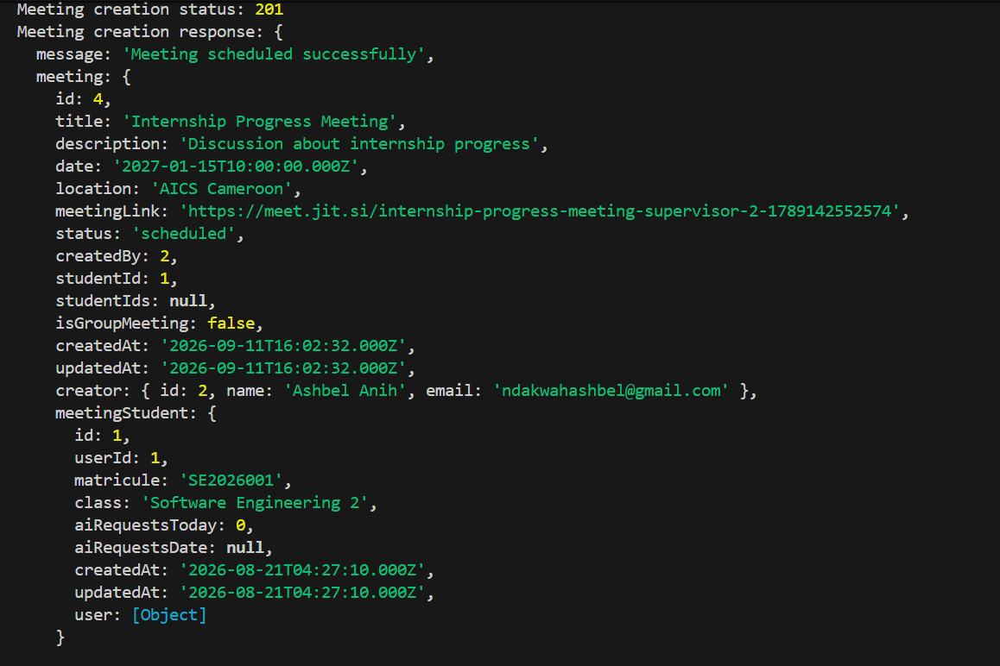 Meeting creation status: 201
Meeting creation response: {
  message: 'Meeting scheduled successfully',
  meeting: {
    id: 4,
    title: 'Internship Progress Meeting',
    description: 'Discussion about internship progress',
    date: '2027-01-15T10:00:00.000Z',
    location: 'AICS Cameroon',
    meetingLink: 'https://meet.jit.si/internship-progress-meeting-supervisor-2-1789142552574',
    status: 'scheduled',
    createdBy: 2,
    studentId: 1,
    studentIds: null,
    isGroupMeeting: false,
    createdAt: '2026-09-11T16:02:32.000Z',
    updatedAt: '2026-09-11T16:02:32.000Z',
    creator: { id: 2, name: 'Ashbel Anih', email: 'ndakwahashbel@gmail.com' },
    meetingStudent: {
      id: 1,
      userId: 1,
      matricule: 'SE2026001',
      class: 'Software Engineering 2',
      aiRequestsToday: 0,
      aiRequestsDate: null,
      createdAt: '2026-08-21T04:27:10.000Z',
      updatedAt: '2026-08-21T04:27:10.000Z',
      user: [Object]
    }